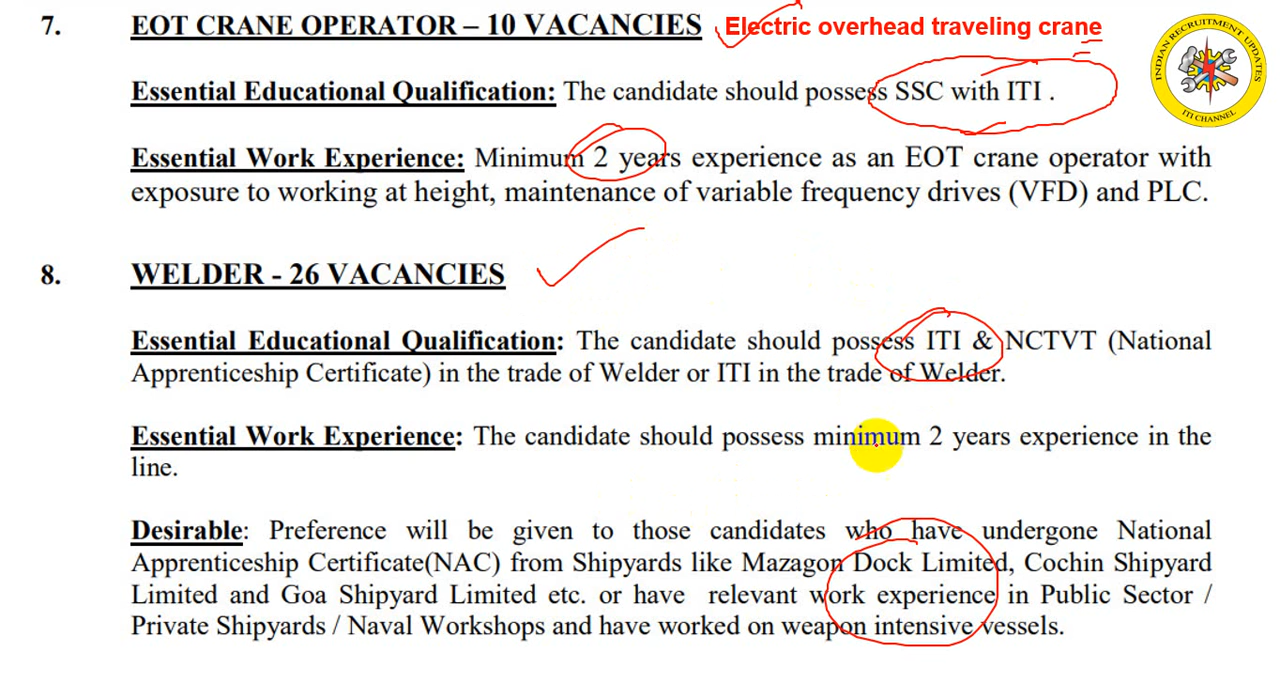 7. EOT CRANE OPERATOR – 10 VACANCIES Electric overhead traveling crane
INDIAN RECRUITMENT UPDATES
ITI CHANNEL
Essential Educational Qualification: The candidate should possess SSC with ITI .
Essential Work Experience: Minimum 2 years experience as an EOT crane operator with
exposure to working at height, maintenance of variable frequency drives (VFD) and PLC.
8. WELDER - 26 VACANCIES
Essential Educational Qualification: The candidate should possess ITI & NCTVT (National
Apprenticeship Certificate) in the trade of Welder or ITI in the trade of Welder.
Essential Work Experience: The candidate should possess minimum 2 years experience in the
line.
Desirable: Preference will be given to those candidates who have undergone National
Apprenticeship Certificate(NAC) from Shipyards like Mazagon Dock Limited, Cochin Shipyard
Limited and Goa Shipyard Limited etc. or have relevant work experience in Public Sector /
Private Shipyards / Naval Workshops and have worked on weapon intensive vessels.